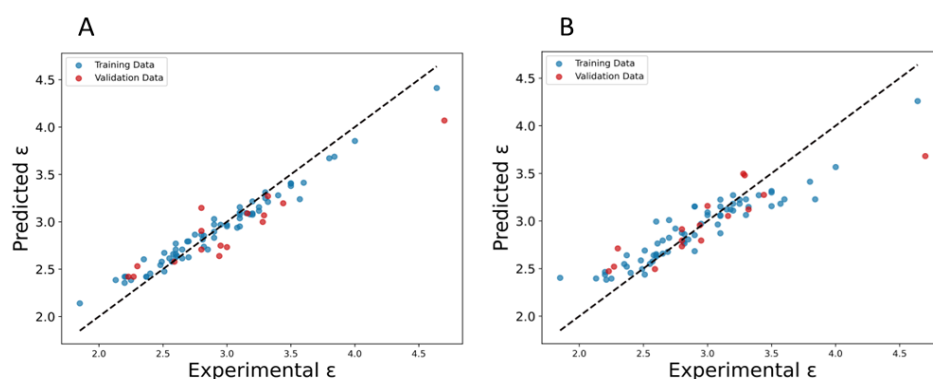 A
Training Data
Validation Data
4.5
4.0
3.5
3.0
2.5
2.0
Predicted ε
2.0 2.5 3.0 3.5 4.0 4.5
Experimental ε
B
Training Data
Validation Data
4.5
4.0
3.5
3.0
2.5
2.0
Predicted ε
2.0 2.5 3.0 3.5 4.0 4.5
Experimental ε